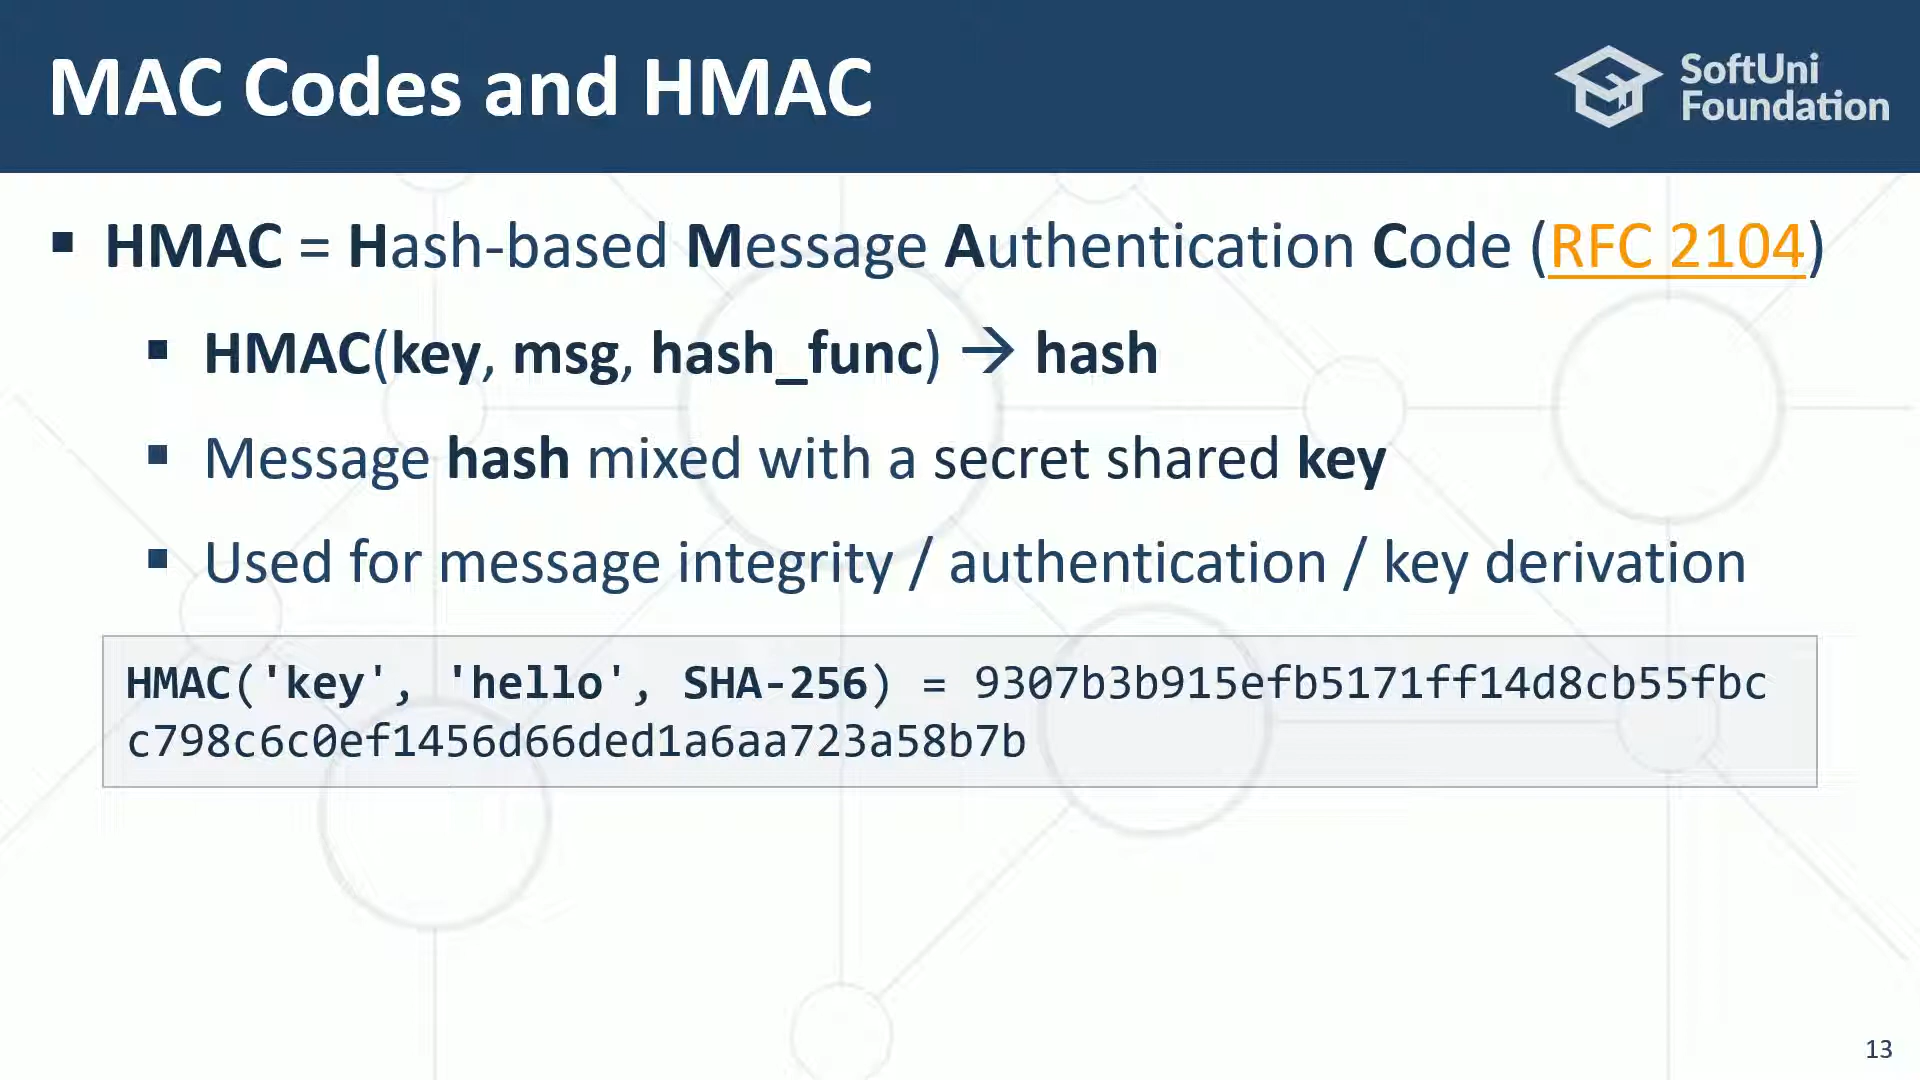 MAC Codes and HMAC
SoftUni
Foundation
▪ HMAC = Hash-based Message Authentication Code (RFC 2104)
▪ HMAC(key, msg, hash_func) → hash
▪ Message hash mixed with a secret shared key
▪ Used for message integrity / authentication / key derivation
HMAC('key', 'hello', SHA-256) = 9307b3b915efb5171ff14d8cb55fbc
c798c6c0ef1456d66ded1a6aa723a58b7b
13